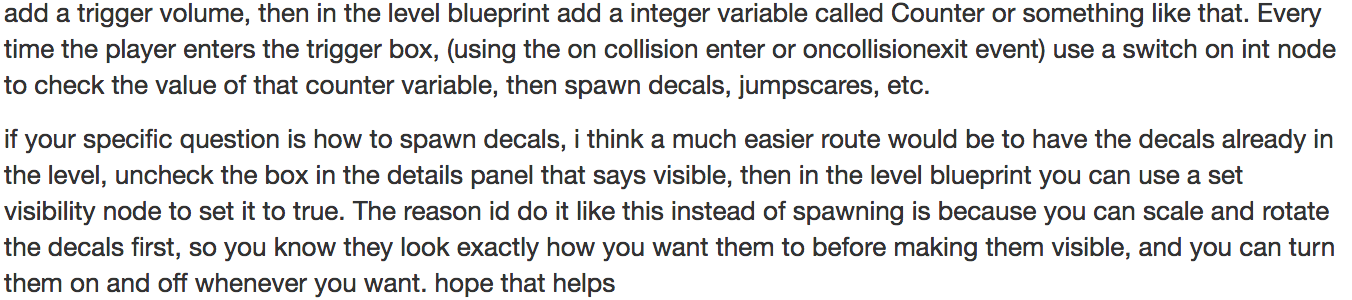 add a trigger volume, then in the level blueprint add a integer variable called Counter or something like that. Every
time the player enters the trigger box, (using the on collision enter or oncollisionexit event) use a switch on int node
to check the value of that counter variable, then spawn decals, jumpscares, etc.
if your specific question is how to spawn decals, i think a much easier route would be to have the decals already in
the level, uncheck the box in the details panel that says visible, then in the level blueprint you can use a set
visibility node to set it to true. The reason id do it like this instead of spawning is because you can scale and rotate
the decals first, so you know they look exactly how you want them to before making them visible, and you can turn
them on and off whenever you want. hope that helps